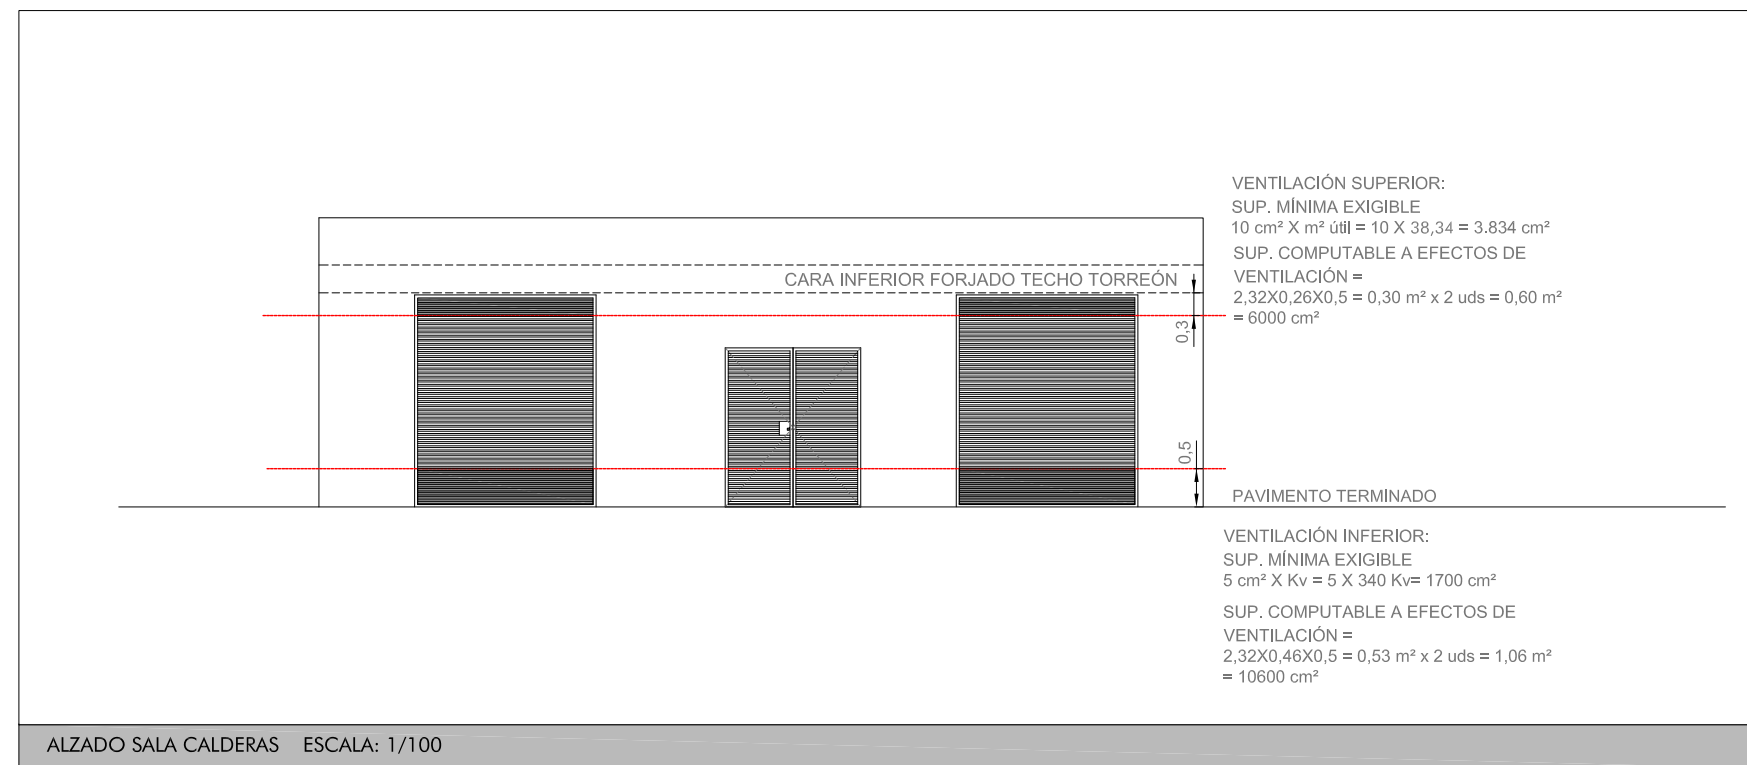 VENTILACIÓN SUPERIOR:
SUP. MÍNIMA EXIGIBLE
10 cm² X m² útil = 10 X 38,34 = 3.834 cm²
SUP. COMPUTABLE A EFECTOS DE
VENTILACIÓN =
2,32X0,26X0,5 = 0,30 m² x 2 uds = 0,60 m²
= 6000 cm²
CARA INFERIOR FORJADO TECHO TORREÓN
0,3
0,5
PAVIMENTO TERMINADO
VENTILACIÓN INFERIOR:
SUP. MÍNIMA EXIGIBLE
5 cm² X Kv = 5 X 340 Kv= 1700 cm²
SUP. COMPUTABLE A EFECTOS DE
VENTILACIÓN =
2,32X0,46X0,5 = 0,53 m² x 2 uds = 1,06 m²
= 10600 cm²
ALZADO SALA CALDERAS ESCALA: 1/100